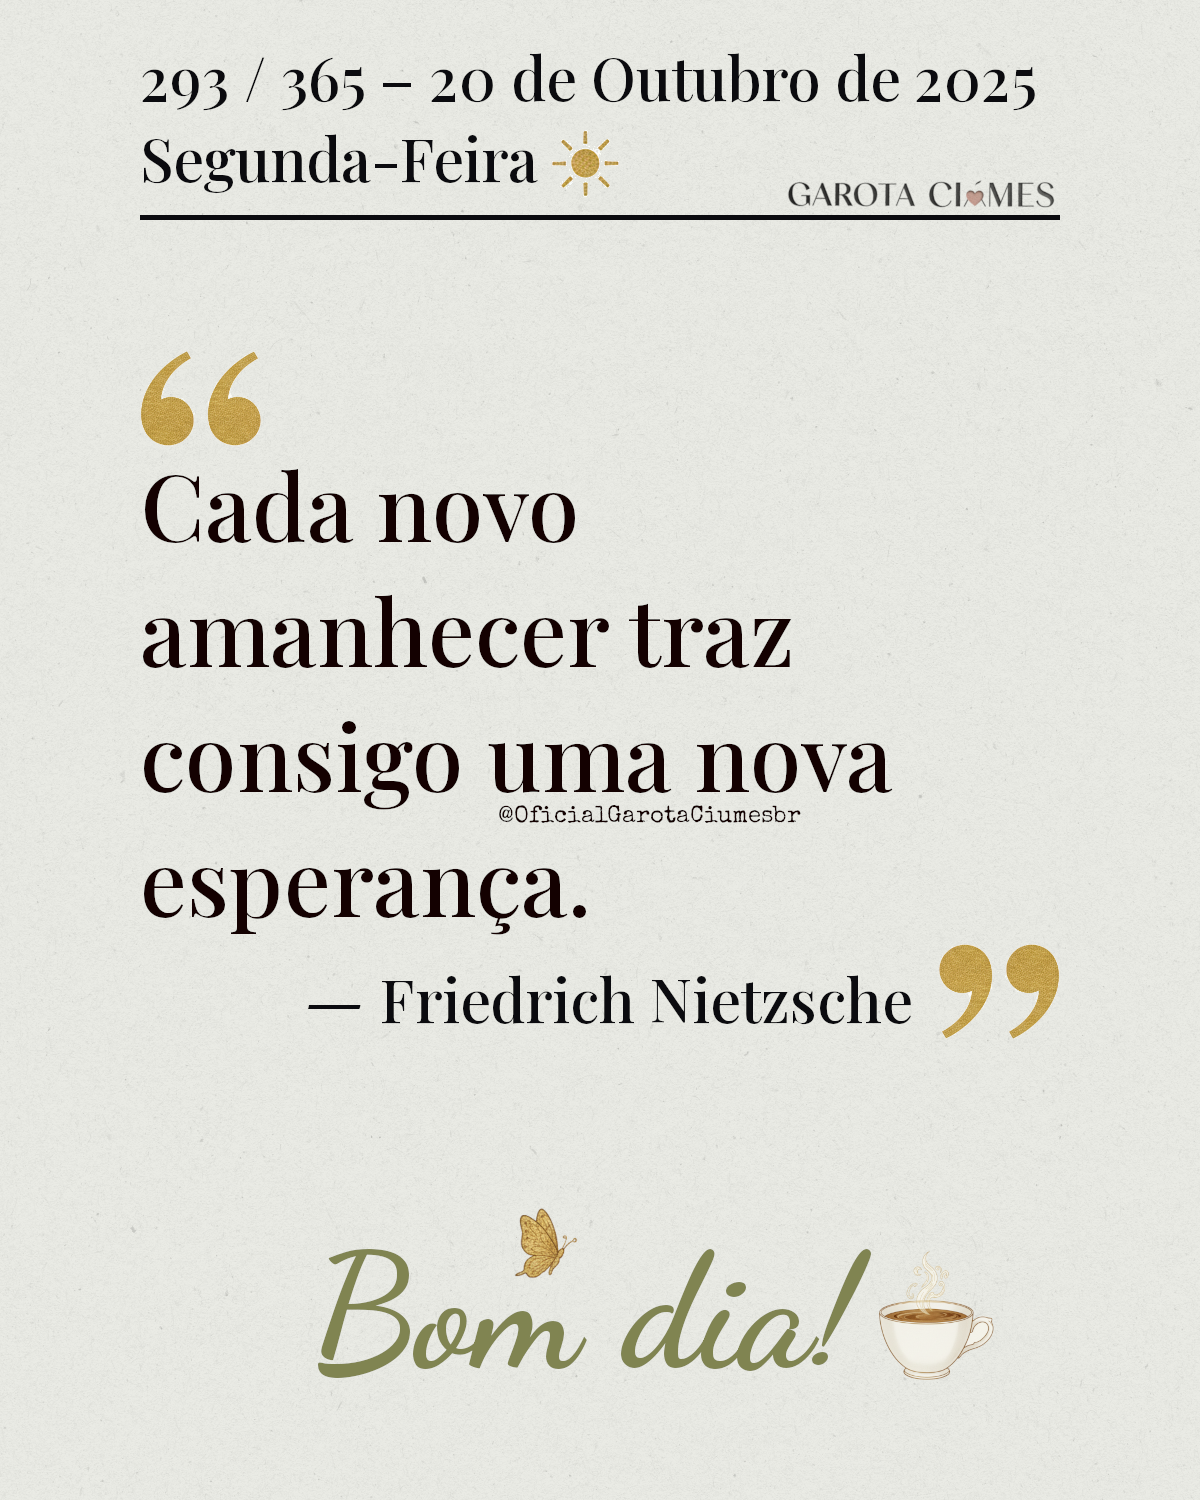 293 / 365 – 20 de Outubro de 2025
Segunda-Feira
GAROTA CIÚMES
“
Cada novo
amanhecer traz
consigo uma nova
@OficialGarotaCiumesbr
esperança.
— Friedrich Nietzsche ”
Bom dia!